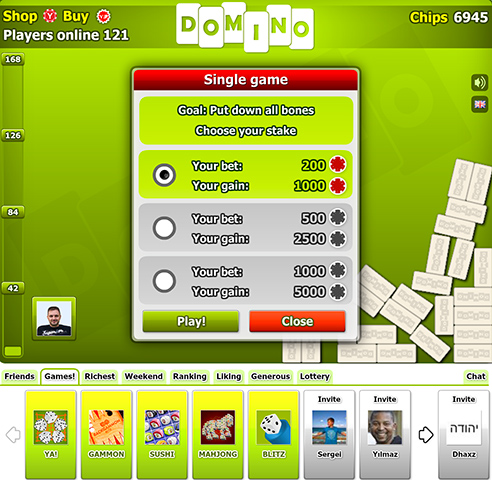 Shop Buy
Players online 121
DOMINO
Chips 6945
168
126
84
42
Single game
Goal: Put down all bones
Choose your stake
Your bet: 200
Your gain: 1000
Your bet: 500
Your gain: 2500
Your bet: 1000
Your gain: 5000
Play! Close
Friends Games! Richest Weekend Ranking Liking Generous Lottery Chat
YA!
GAMMON
SUSHI
MAHJONG
BLITZ
Invite
Sergei
Invite
Yılmaz
Invite
יהודה
Dhaxz